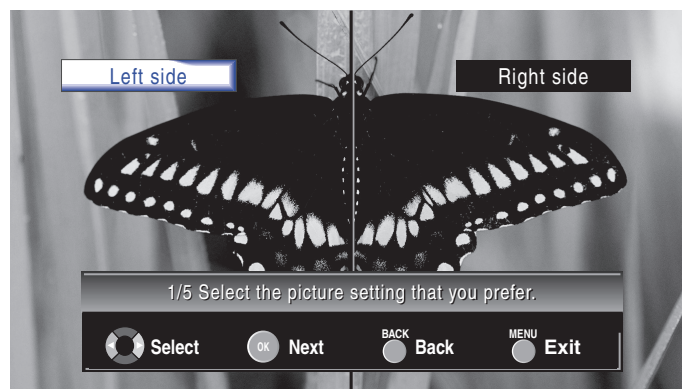 Left side
Right side
1/5 Select the picture setting that you prefer.
Select OK Next BACK Back MENU Exit